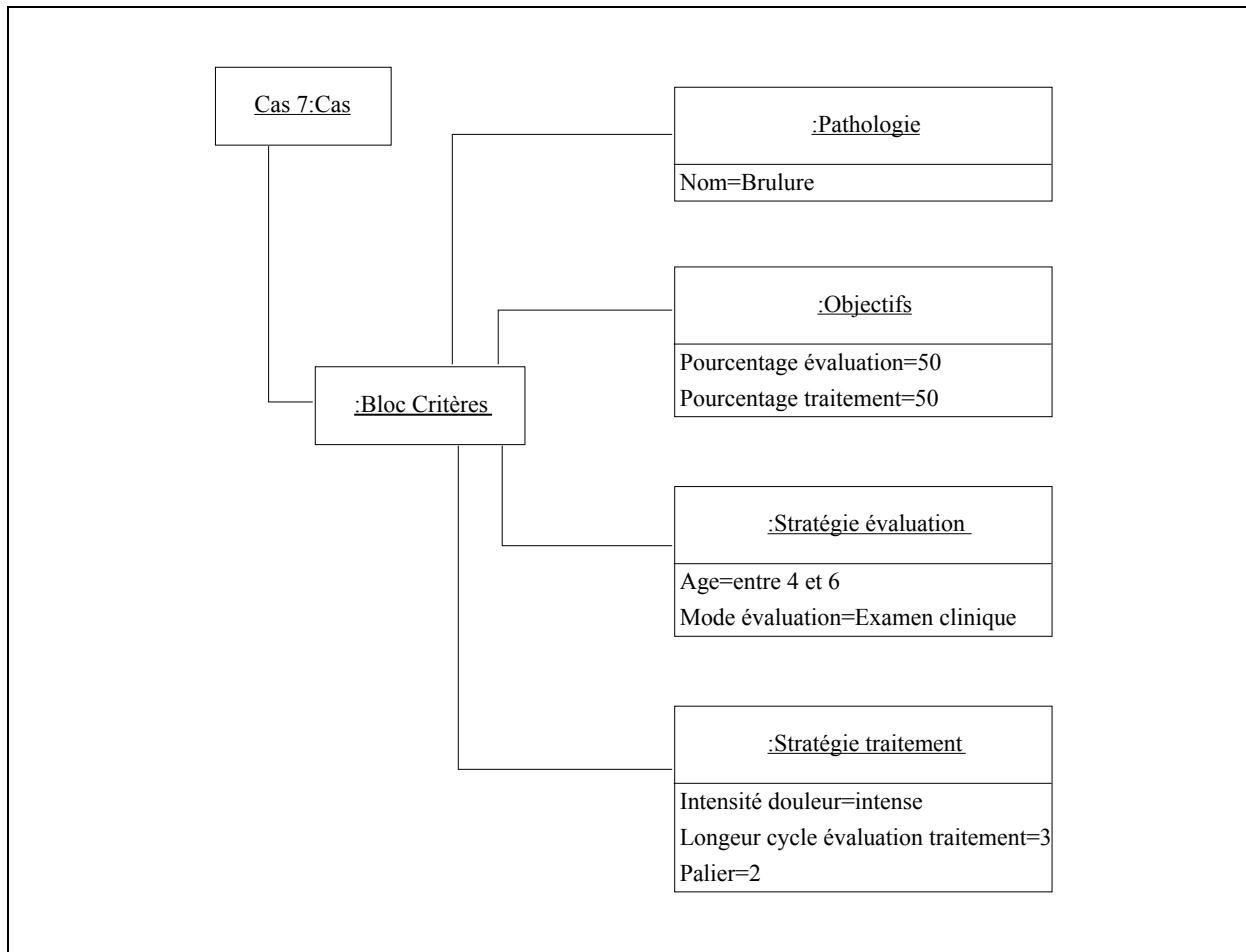 Cas 7:Cas
:Pathologie
Nom=Brulure
:Objectifs
Pourcentage évaluation=50
Pourcentage traitement=50
:Bloc Critères
:Stratégie évaluation
Age=entre 4 et 6
Mode évaluation=Examen clinique
:Stratégie traitement
Intensité douleur=intense
Longeur cycle évaluation traitement=3
Palier=2